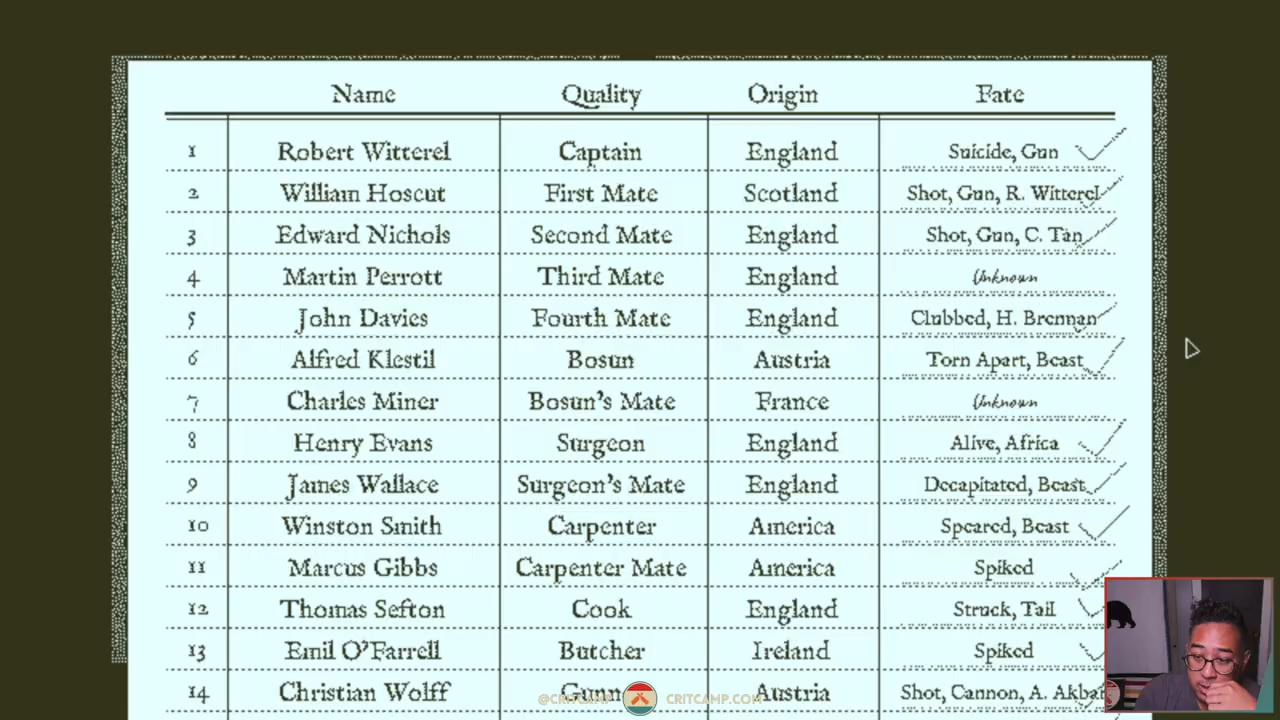 Name Quality Origin Fate
1 Robert Witterel Captain England Suicide, Gun
2 William Hoscut First Mate Scotland Shot, Gun, R. Witterel
3 Edward Nichols Second Mate England Shot, Gun, C. Tan
4 Martin Perrott Third Mate England Unknown
5 John Davies Fourth Mate England Clubbed, H. Brennan
6 Alfred Klestil Bosun Austria Torn Apart, Beast
7 Charles Miner Bosun's Mate France Unknown
8 Henry Evans Surgeon England Alive, Africa
9 James Wallace Surgeon's Mate England Decapitated, Beast
10 Winston Smith Carpenter America Speared, Beast
11 Marcus Gibbs Carpenter Mate America Spiked
12 Thomas Sefton Cook England Struck, Tail
13 Emil O'Farrell Butcher Ireland Spiked
14 Christian Wolff Austria Shot, Cannon, A. Akbar
@CRITCAMP CRITCAMP.COM